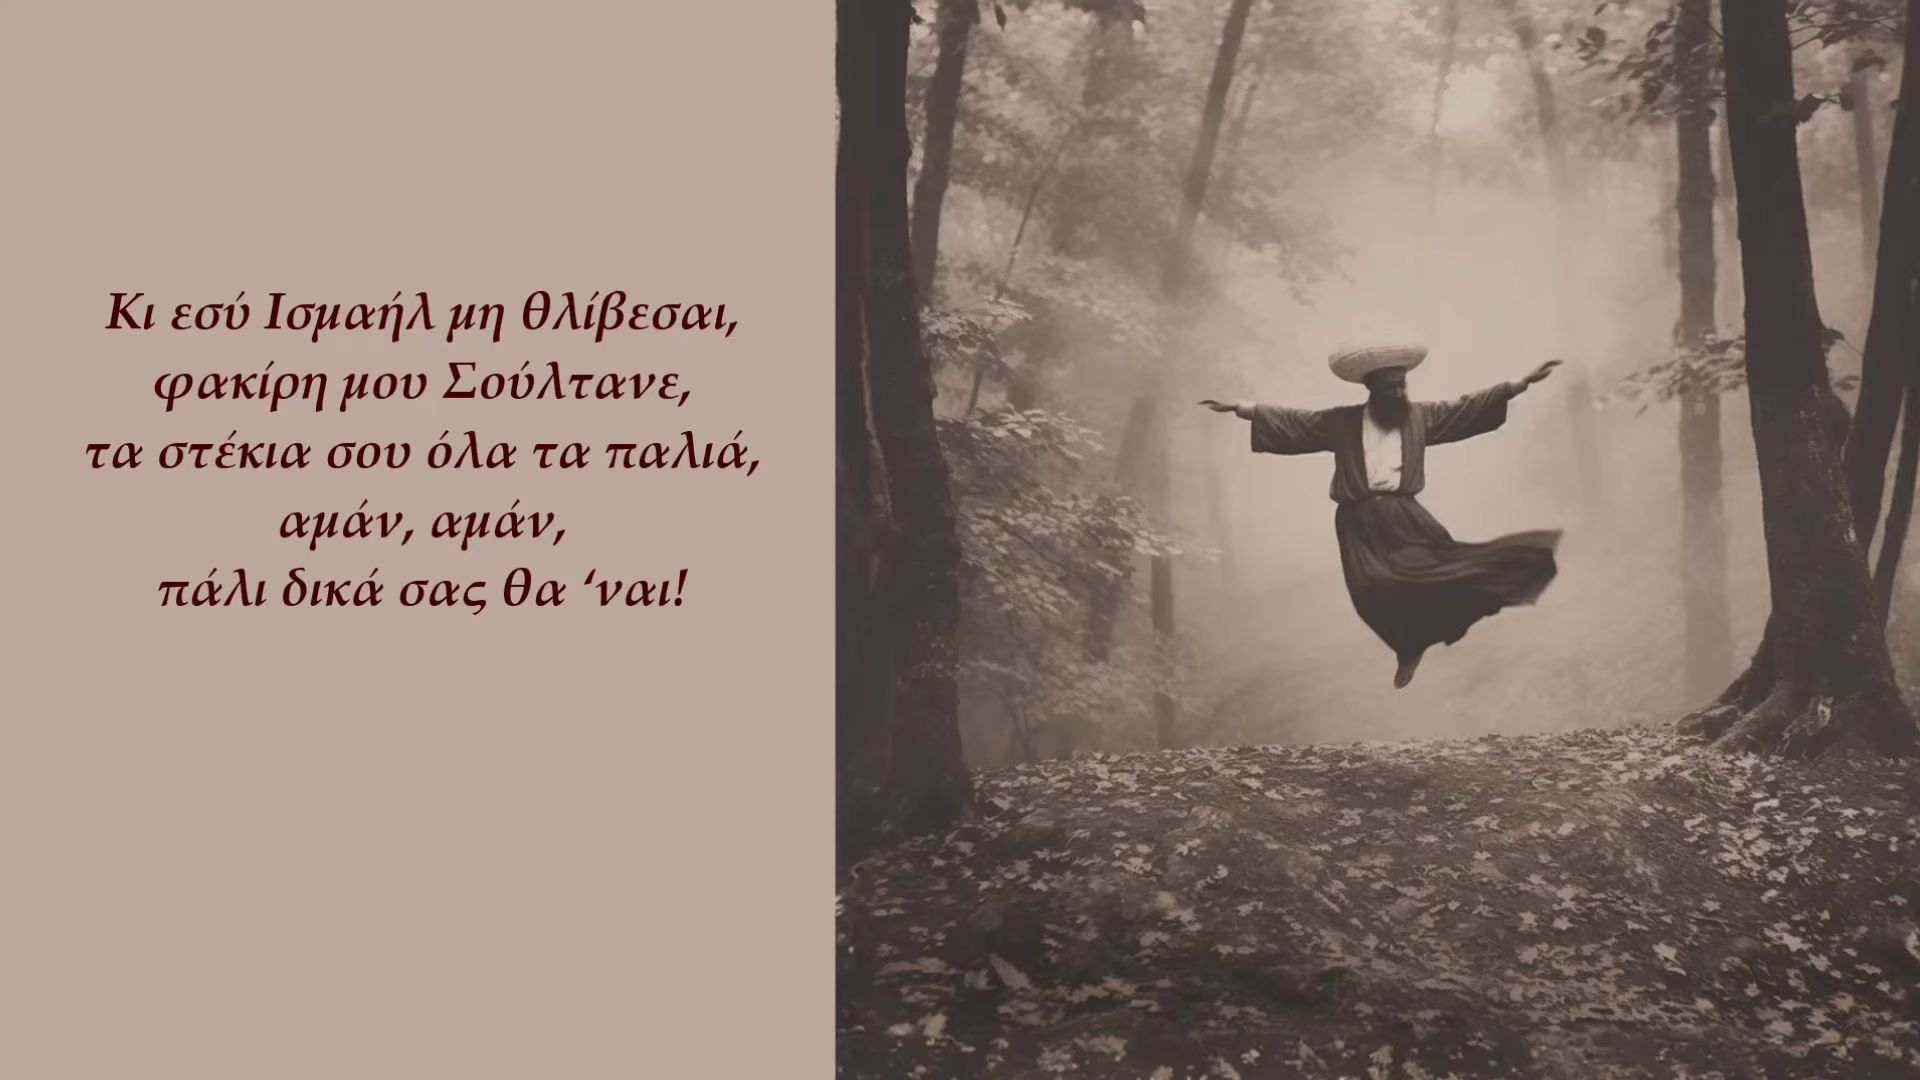 Κι εσύ Ισμαήλ μη θλίβεσαι,
φακίρη μου Σούλτανε,
τα στέκια σου όλα τα παλιά,
αμάν, αμάν,
πάλι δικά σας θα ‘ναι!